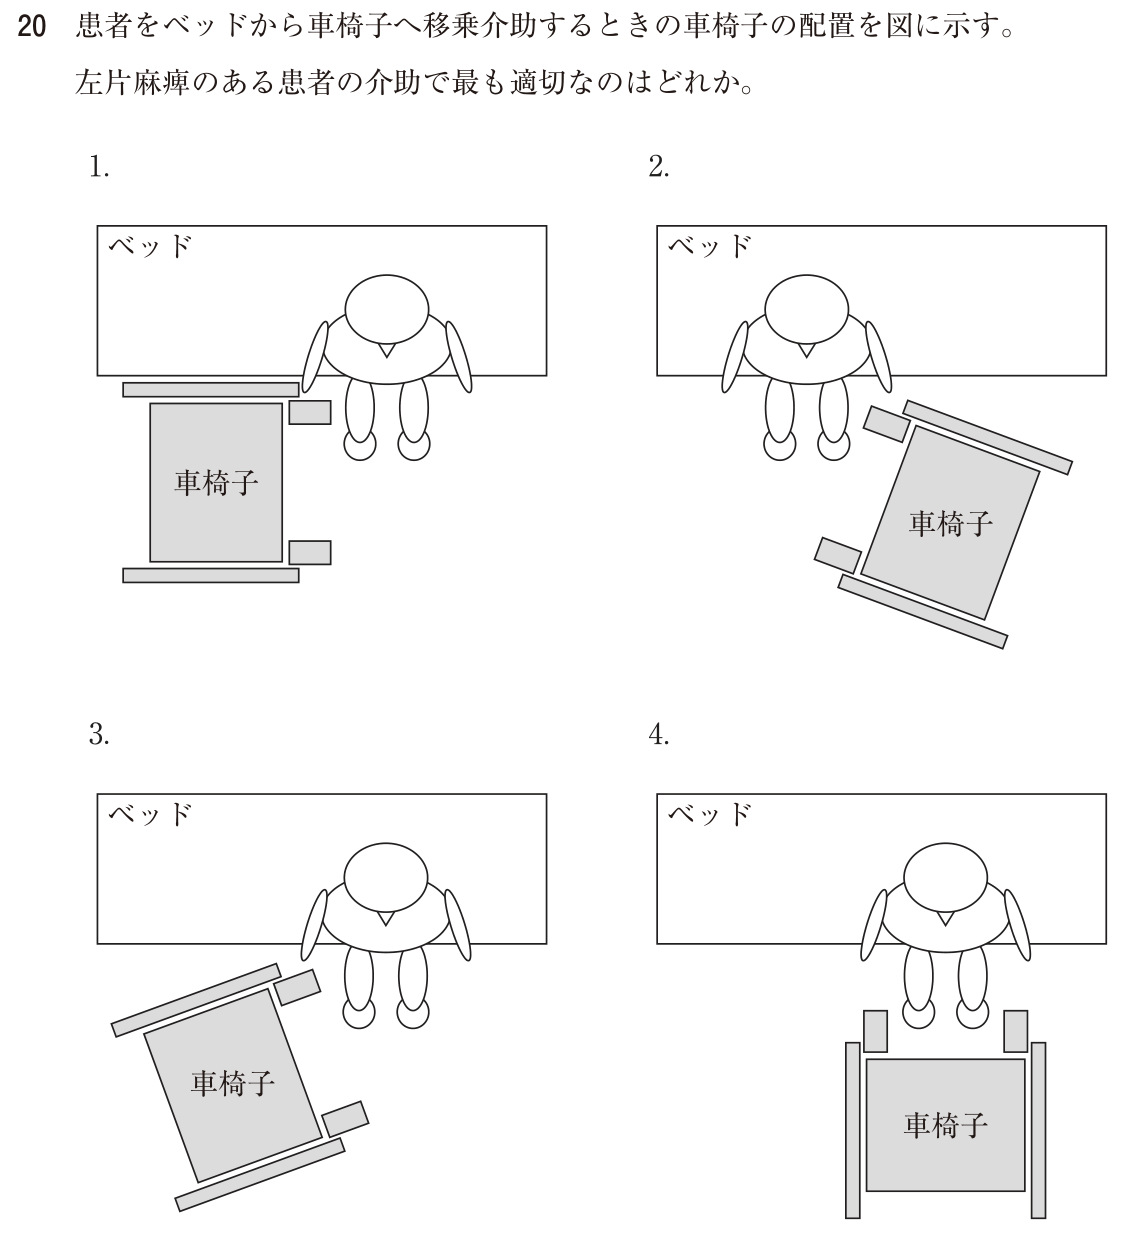 20 患者をベッドから車椅子へ移乗介助するときの車椅子の配置を図に示す。
左片麻痺のある患者の介助で最も適切なのはどれか。
1.
2.
ベッド
ベッド
車椅子
車椅子
3.
4.
ベッド
ベッド
車椅子
車椅子